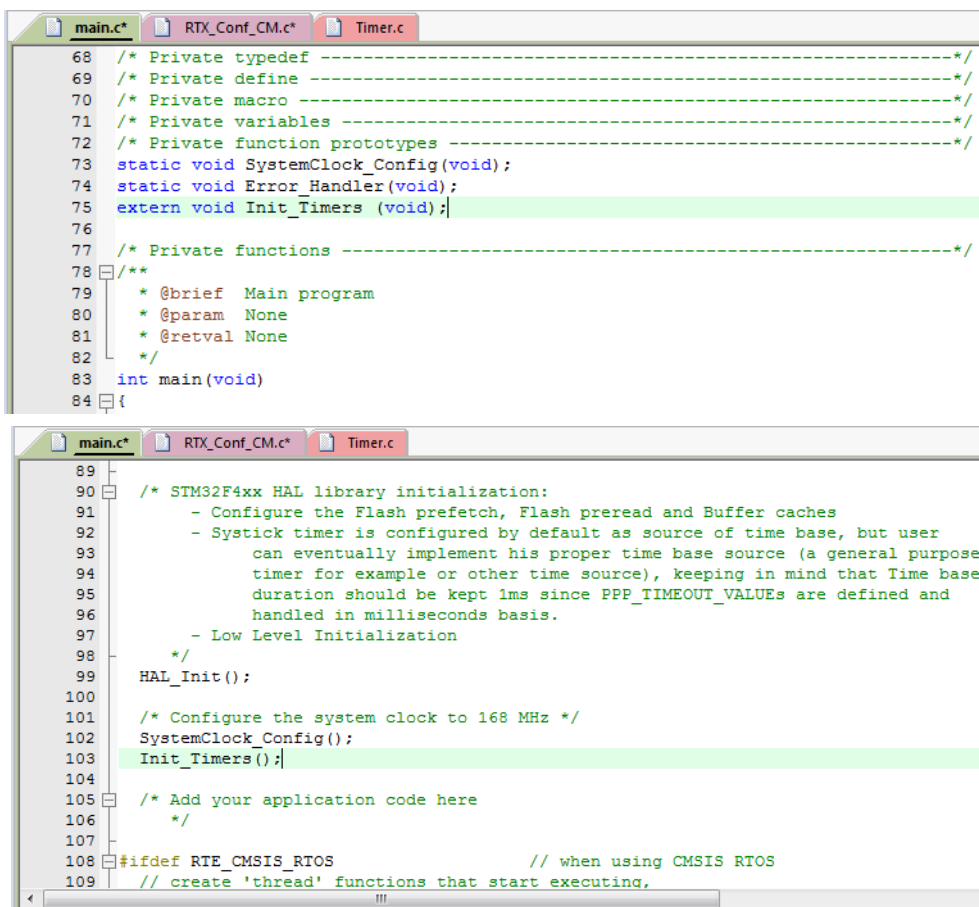 main.c* RTX_Conf_CM.c* Timer.c
68 /* Private typedef -----------------------------------------------------------*/
69 /* Private define ------------------------------------------------------------*/
70 /* Private macro -------------------------------------------------------------*/
71 /* Private variables ---------------------------------------------------------*/
72 /* Private function prototypes -----------------------------------------------*/
73 static void SystemClock_Config(void);
74 static void Error_Handler(void);
75 extern void Init_Timers (void);
76
77 /* Private functions ---------------------------------------------------------*/
78 /**
79 * @brief Main program
80 * @param None
81 * @retval None
82 */
83 int main(void)
84 {
main.c* RTX_Conf_CM.c* Timer.c
89
90 /* STM32F4xx HAL library initialization:
91 - Configure the Flash prefetch, Flash preread and Buffer caches
92 - Systick timer is configured by default as source of time base, but user
93 can eventually implement his proper time base source (a general purpose
94 timer for example or other time source), keeping in mind that Time base
95 duration should be kept 1ms since PPP_TIMEOUT_VALUEs are defined and
96 handled in milliseconds basis.
97 - Low Level Initialization
98 */
99 HAL_Init();
100
101 /* Configure the system clock to 168 MHz */
102 SystemClock_Config();
103 Init_Timers();
104
105 /* Add your application code here
106 */
107
108 #ifdef RTE_CMSIS_RTOS // when using CMSIS RTOS
109 // create 'thread' functions that start executing,